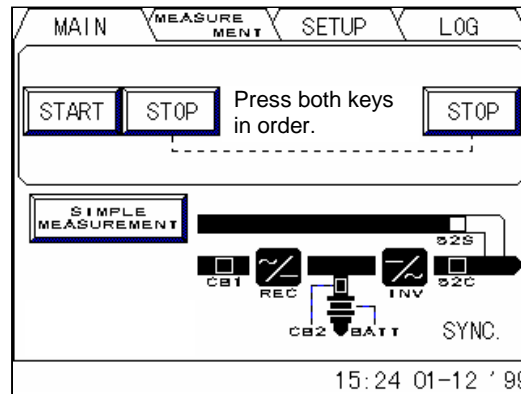 MAIN
MEASURE
MENT
SETUP
LOG
START
STOP
Press both keys
in order.
STOP
SIMPLE
MEASUREMENT
52S
CB1
REC
INV
52C
CB2
BATT
SYNC.
15:24 01-12 '99